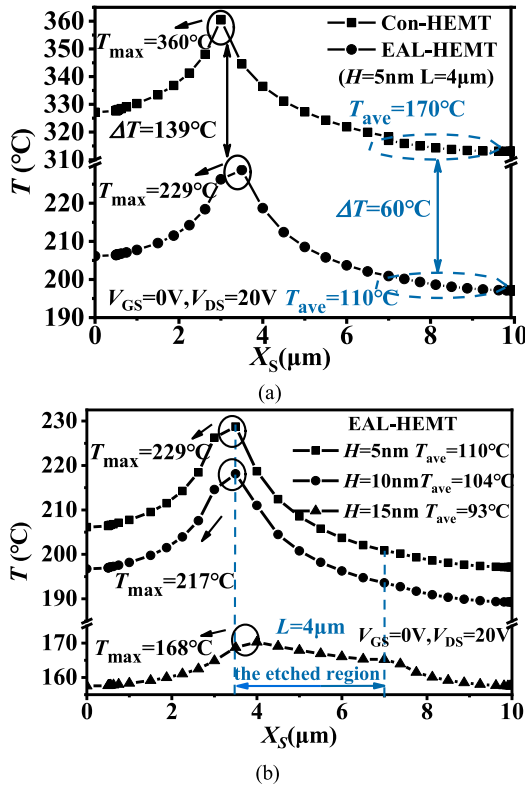 360
350
340
330
320
310
220
210
200
190
T (°C)
Tmax=360°C
Con-HEMT
EAL-HEMT
(H=5nm L=4μm)
Tave=170°C
ΔT=139°C
Tmax=229°C
ΔT=60°C
VGS=0V,VDS=20V
Tave=110°C
0 2 4 6 8 10
XS(μm)
(a)
230
220
210
200
190
170
160
T (°C)
EAL-HEMT
Tmax=229°C
H=5nm Tave=110°C
H=10nm Tave=104°C
H=15nm Tave=93°C
Tmax=217°C
L=4μm
VGS=0V,VDS=20V
Tmax=168°C
the etched region
0 2 4 6 8 10
XS(μm)
(b)